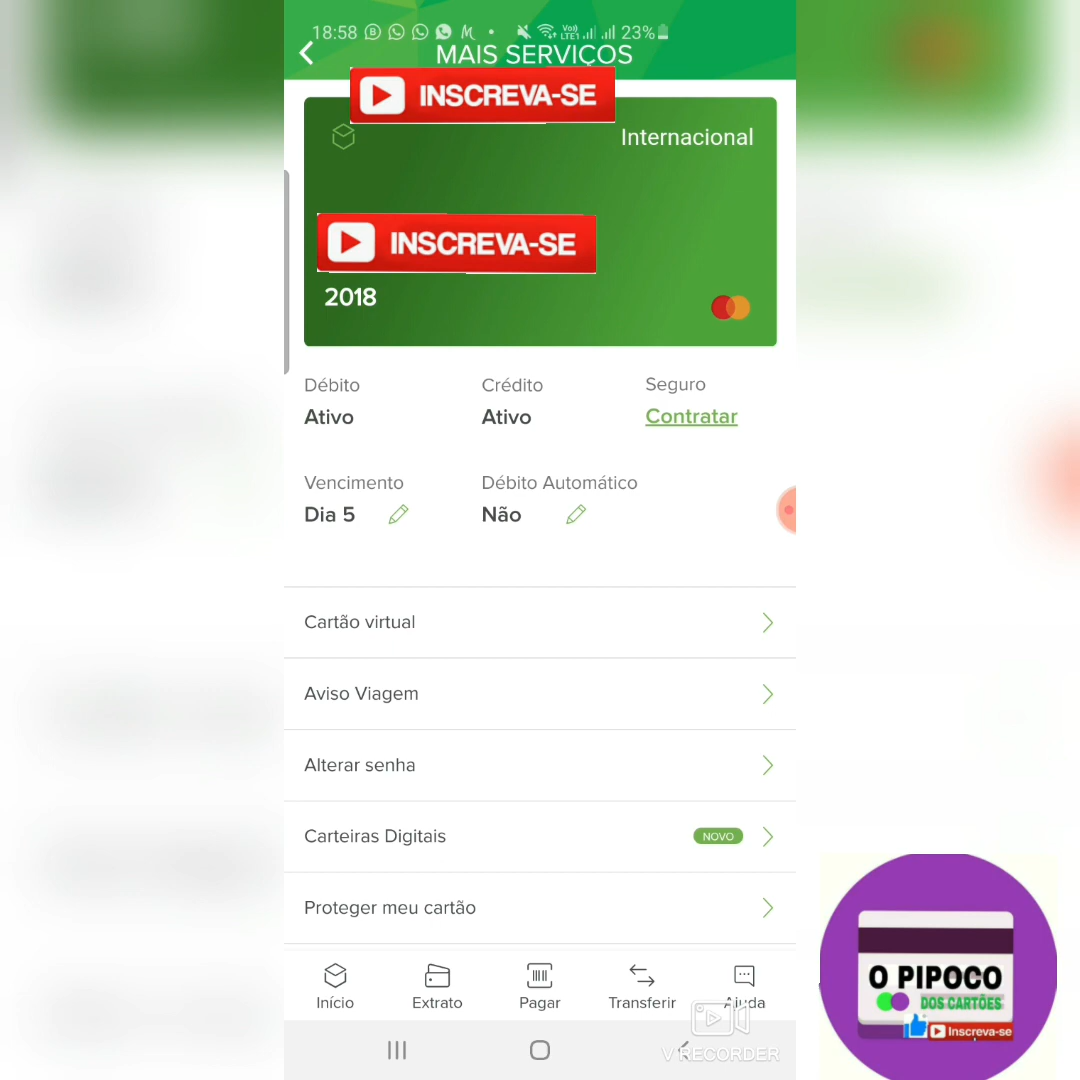 18:58 23%
MAIS SERVIÇOS
INSCREVA-SE
Internacional
INSCREVA-SE
2018
Débito
Crédito
Seguro
Ativo
Ativo
Contratar
Vencimento
Débito Automático
Dia 5
Não
Cartão virtual
Aviso Viagem
Alterar senha
Carteiras Digitais
NOVO
Proteger meu cartão
Início
Extrato
Pagar
Transferir
Ajuda
V RECORDER
O PIPOCO
DOS CARTÕES
Inscreva-se